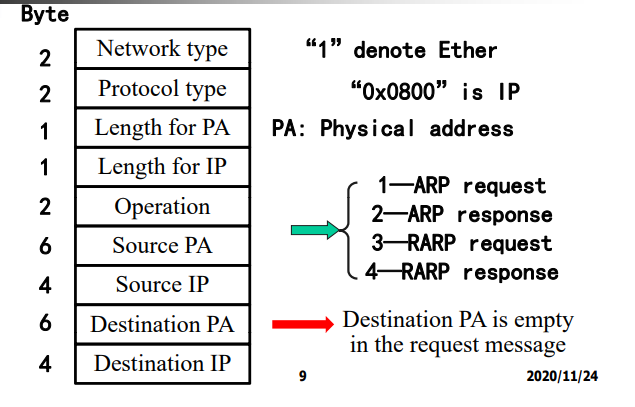 Byte
2 Network type “1” denote Ether
2 Protocol type “0x0800” is IP
1 Length for PA PA: Physical address
1 Length for IP
2 Operation
1—ARP request
2—ARP response
3—RARP request
4—RARP response
6 Source PA
4 Source IP
6 Destination PA Destination PA is empty
in the request message
4 Destination IP
9 2020/11/24